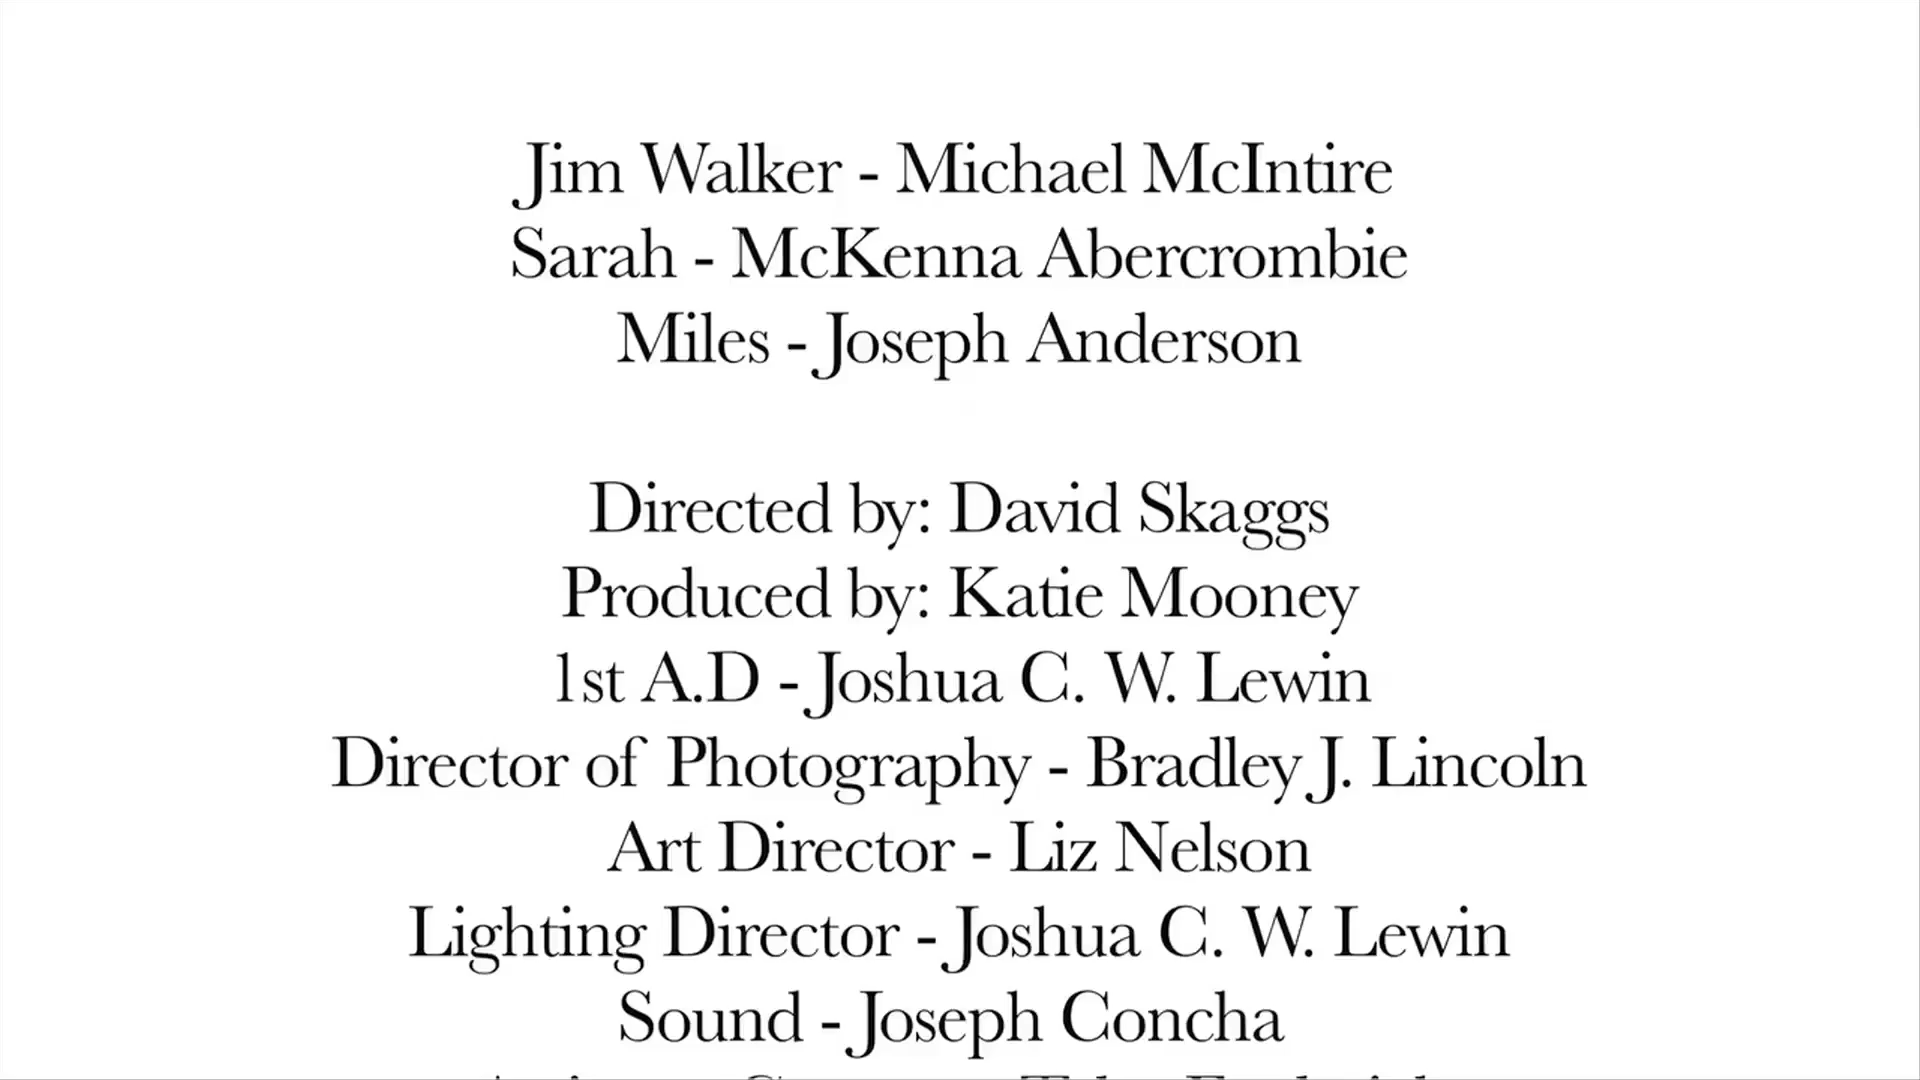 Jim Walker - Michael McIntire
Sarah - McKenna Abercrombie
Miles - Joseph Anderson
Directed by: David Skaggs
Produced by: Katie Mooney
1st A.D - Joshua C. W. Lewin
Director of Photography - Bradley J. Lincoln
Art Director - Liz Nelson
Lighting Director - Joshua C. W. Lewin
Sound - Joseph Concha